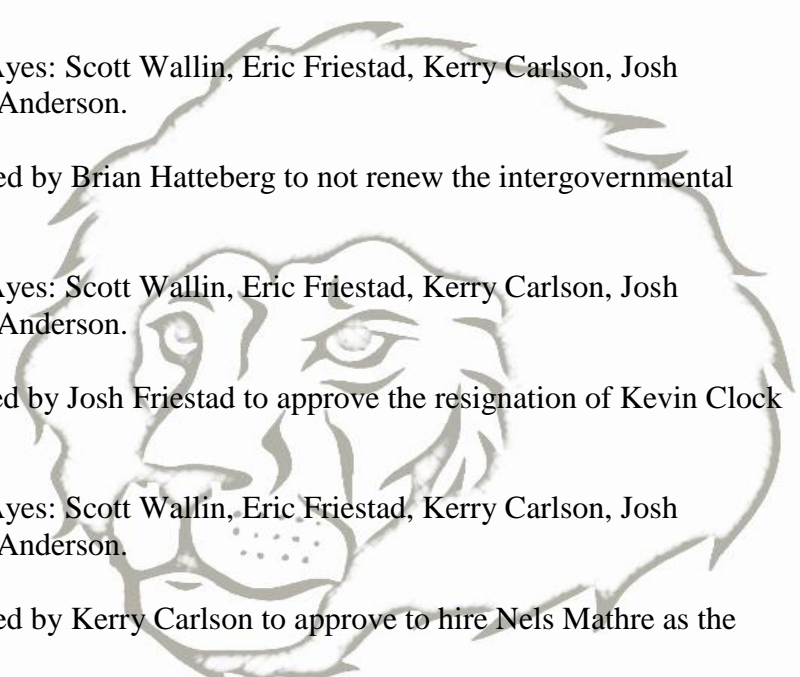 Ayes: Scott Wallin, Eric Friestad, Kerry Carlson, Josh
Anderson.
ed by Brian Hatteberg to not renew the intergovernmental
Ayes: Scott Wallin, Eric Friestad, Kerry Carlson, Josh
Anderson.
ed by Josh Friestad to approve the resignation of Kevin Clock
Ayes: Scott Wallin, Eric Friestad, Kerry Carlson, Josh
Anderson.
ed by Kerry Carlson to approve to hire Nels Mathre as the